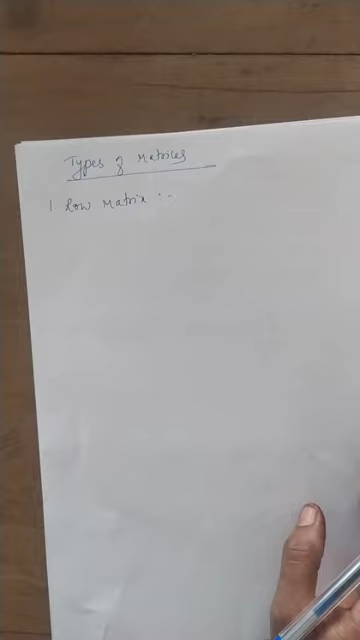 Types of Matrices
1 Row Matrix :-